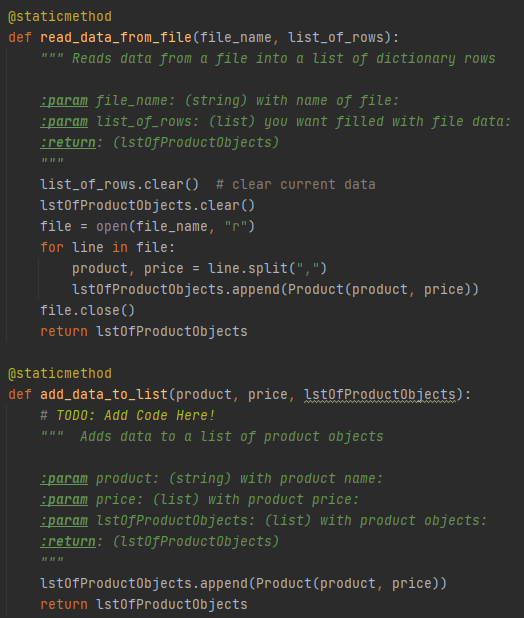 @staticmethod
def read_data_from_file(file_name, list_of_rows):
    """ Reads data from a file into a list of dictionary rows

    :param file_name: (string) with name of file:
    :param list_of_rows: (list) you want filled with file data:
    :return: (lstOfProductObjects)
    """
    list_of_rows.clear()  # clear current data
    lstOfProductObjects.clear()
    file = open(file_name, "r")
    for line in file:
        product, price = line.split(",")
        lstOfProductObjects.append(Product(product, price))
    file.close()
    return lstOfProductObjects

@staticmethod
def add_data_to_list(product, price, lstOfProductObjects):
    # TODO: Add Code Here!
    """  Adds data to a list of product objects

    :param product: (string) with product name:
    :param price: (list) with product price:
    :param lstOfProductObjects: (list) with product objects:
    :return: (lstOfProductObjects)
    """
    lstOfProductObjects.append(Product(product, price))
    return lstOfProductObjects